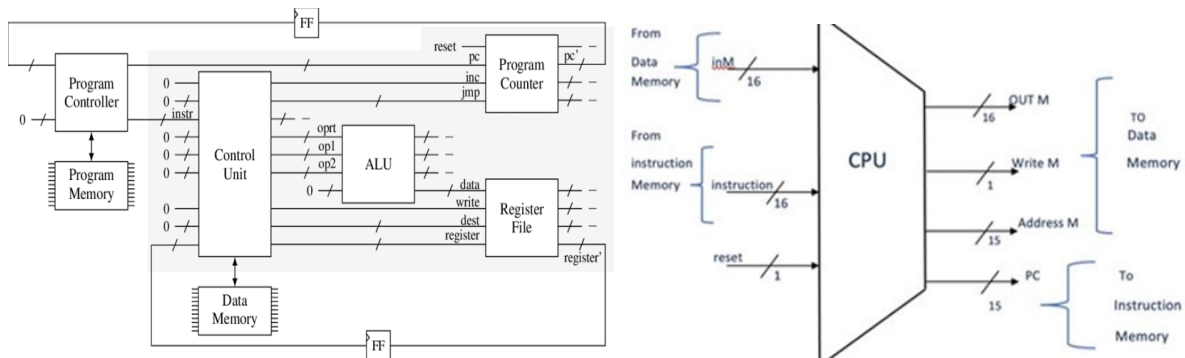 FF
reset
pc
Program
Controller
0
instr
Program
Memory
0
0
0
0
0
0
0
Control
Unit
Data
Memory
inc
jmp
Program
Counter
pc'
oprt
op1
op2
0
ALU
data
write
dest
register
Register
File
register'
FF
From
Data
Memory
inM
16
From
instruction
Memory
instruction
16
reset
1
CPU
OUT M
16
Write M
1
Address M
15
PC
15
TO
Data
Memory
To
Instruction
Memory